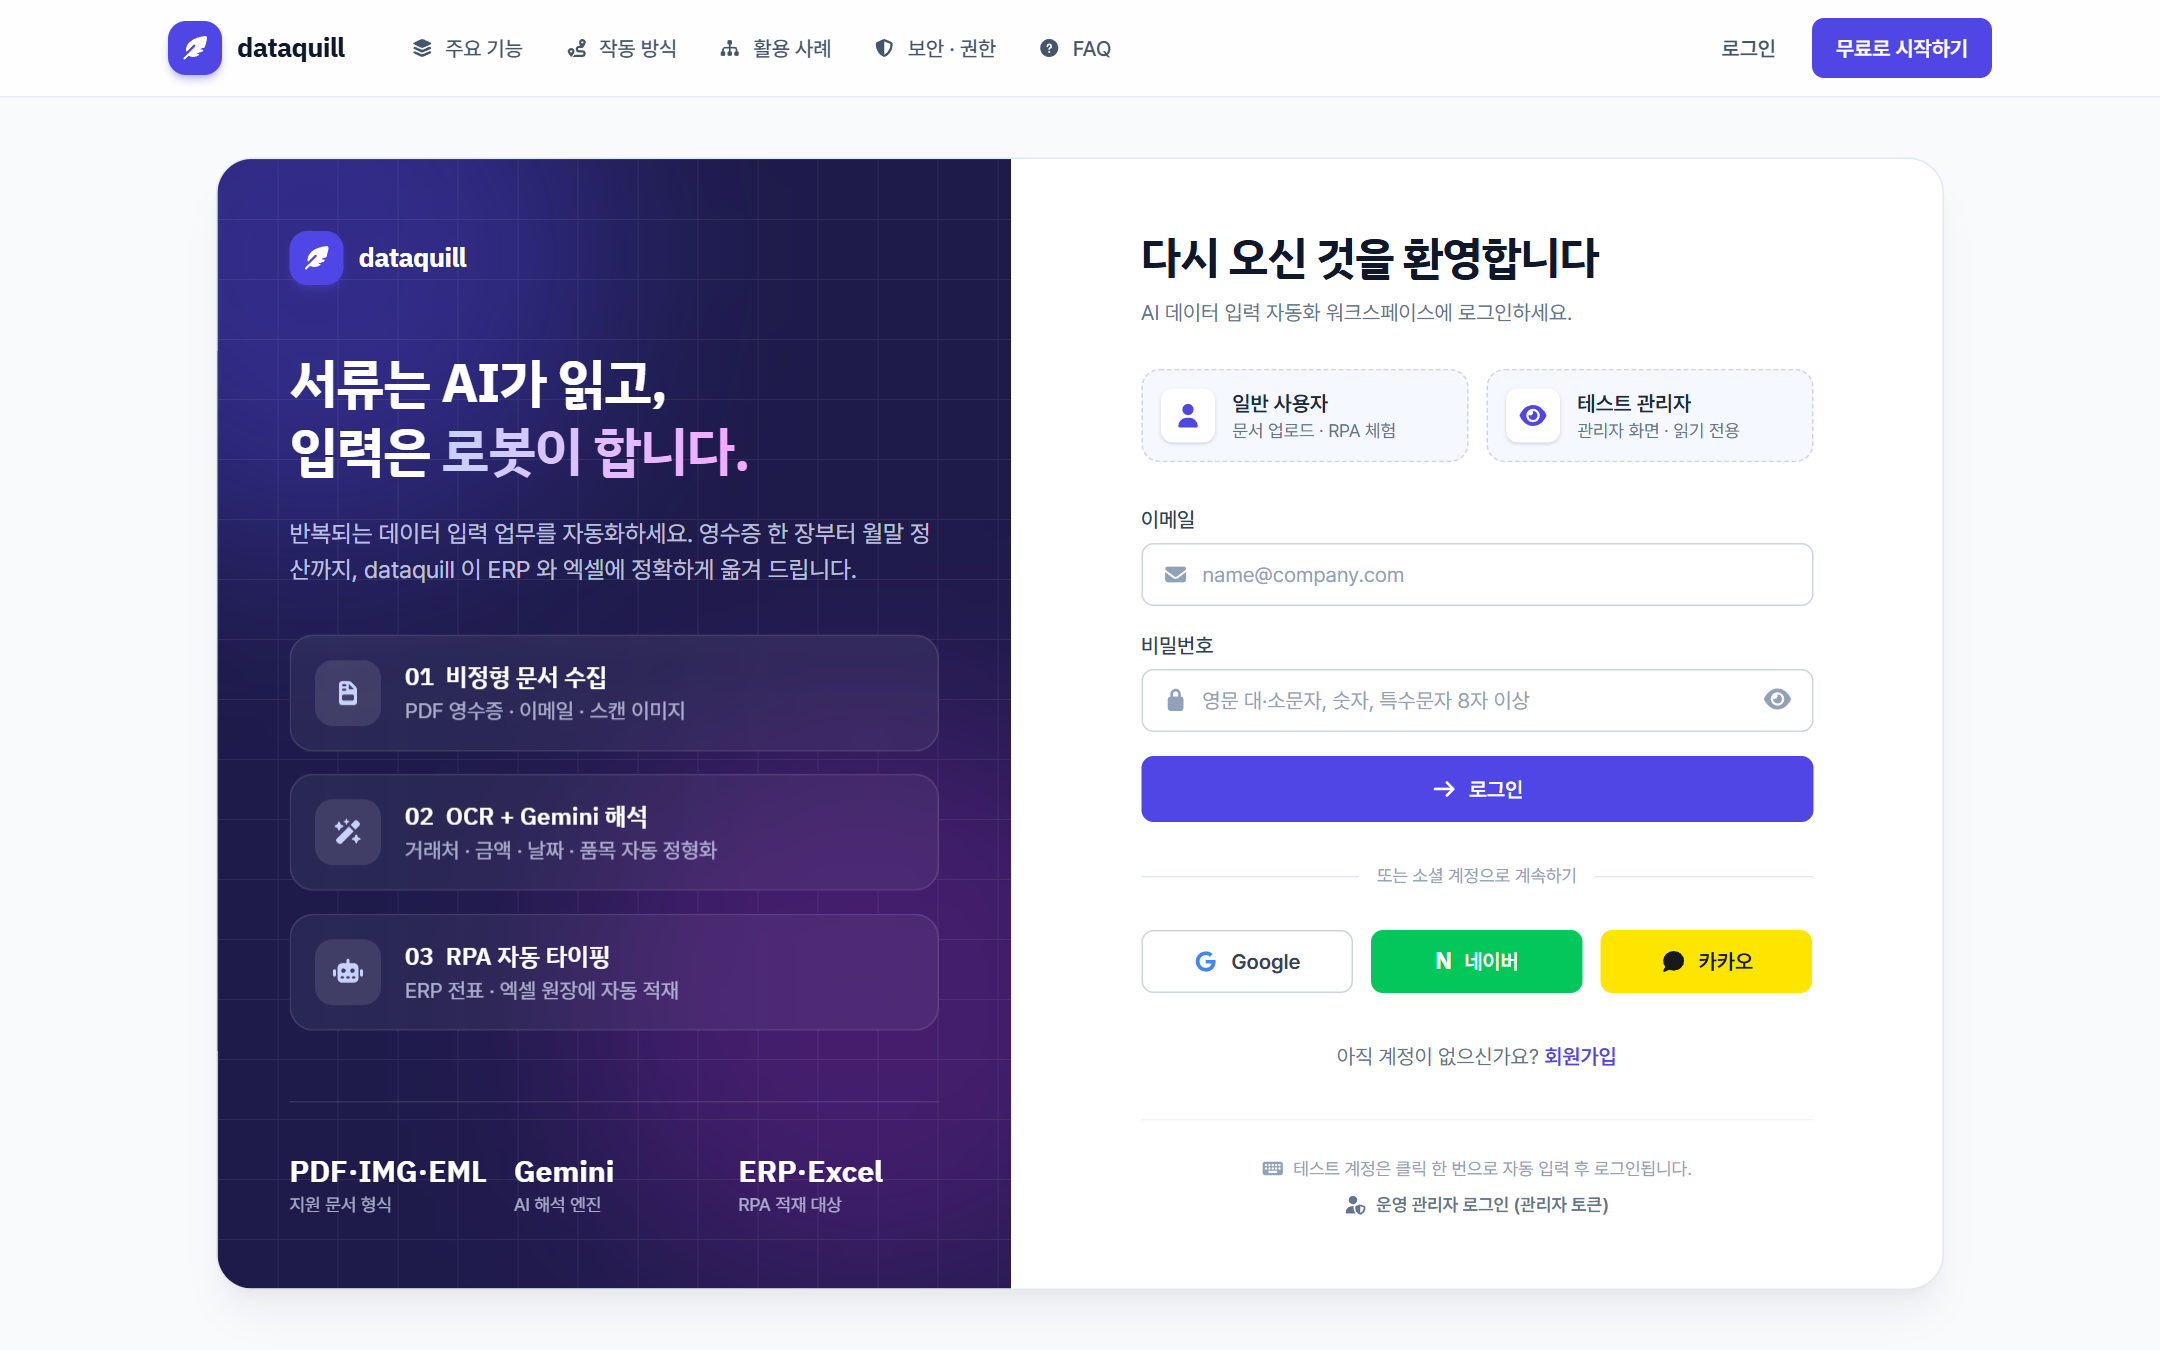 dataquill
주요 기능
작동 방식
활용 사례
보안 · 권한
FAQ
로그인
무료로 시작하기
dataquill
서류는 AI가 읽고,
입력은 로봇이 합니다.
반복되는 데이터 입력 업무를 자동화하세요. 영수증 한 장부터 월말 정
산까지, dataquill 이 ERP 와 엑셀에 정확하게 옮겨 드립니다.
01 비정형 문서 수집
PDF 영수증 · 이메일 · 스캔 이미지
02 OCR + Gemini 해석
거래처 · 금액 · 날짜 · 품목 자동 정형화
03 RPA 자동 타이핑
ERP 전표 · 엑셀 원장에 자동 적재
PDF·IMG·EML
지원 문서 형식
Gemini
AI 해석 엔진
ERP·Excel
RPA 적재 대상
다시 오신 것을 환영합니다
AI 데이터 입력 자동화 워크스페이스에 로그인하세요.
일반 사용자
문서 업로드 · RPA 체험
테스트 관리자
관리자 화면 · 읽기 전용
이메일
name@company.com
비밀번호
영문 대·소문자, 숫자, 특수문자 8자 이상
로그인
또는 소셜 계정으로 계속하기
Google
N 네이버
카카오
아직 계정이 없으신가요? 회원가입
테스트 계정은 클릭 한 번으로 자동 입력 후 로그인됩니다.
운영 관리자 로그인 (관리자 토큰)